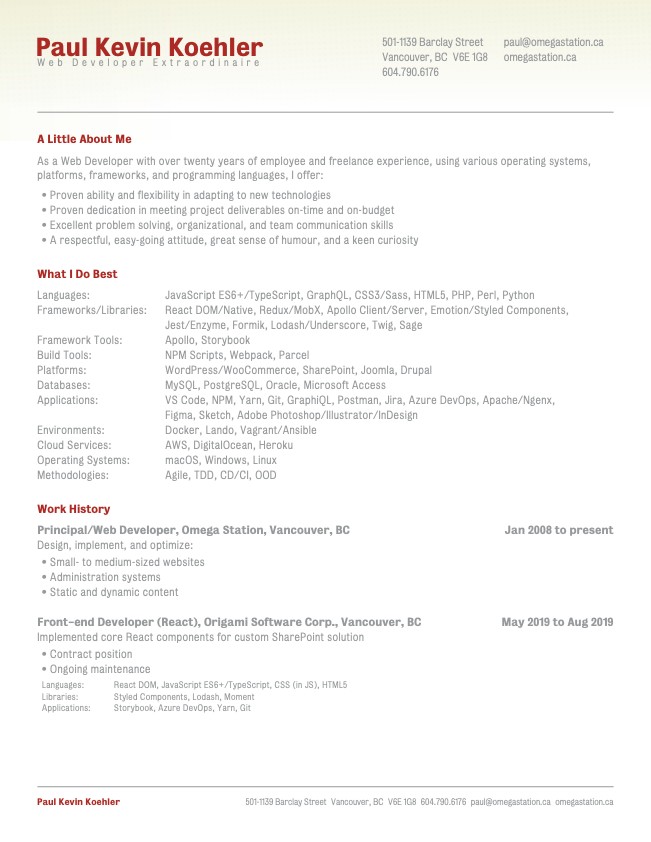 Paul Kevin Koehler
Web Developer Extraordinaire
501-1139 Barclay Street
Vancouver, BC V6E 1G8
604.790.6176
paul@omegastation.ca
omegastation.ca
A Little About Me
As a Web Developer with over twenty years of employee and freelance experience, using various operating systems,
platforms, frameworks, and programming languages, I offer:
• Proven ability and flexibility in adapting to new technologies
• Proven dedication in meeting project deliverables on-time and on-budget
• Excellent problem solving, organizational, and team communication skills
• A respectful, easy-going attitude, great sense of humour, and a keen curiosity
What I Do Best
Languages: JavaScript ES6+/TypeScript, GraphQL, CSS3/Sass, HTML5, PHP, Perl, Python
Frameworks/Libraries: React DOM/Native, Redux/MobX, Apollo Client/Server, Emotion/Styled Components,
Jest/Enzyme, Formik, Lodash/Underscore, Twig, Sage
Framework Tools: Apollo, Storybook
Build Tools: NPM Scripts, Webpack, Parcel
Platforms: WordPress/WooCommerce, SharePoint, Joomla, Drupal
Databases: MySQL, PostgreSQL, Oracle, Microsoft Access
Applications: VS Code, NPM, Yarn, Git, GraphiQL, Postman, Jira, Azure DevOps, Apache/Ngenx,
Figma, Sketch, Adobe Photoshop/Illustrator/InDesign
Environments: Docker, Lando, Vagrant/Ansible
Cloud Services: AWS, DigitalOcean, Heroku
Operating Systems: macOS, Windows, Linux
Methodologies: Agile, TDD, CD/CI, OOD
Work History
Principal/Web Developer, Omega Station, Vancouver, BC Jan 2008 to present
Design, implement, and optimize:
• Small- to medium-sized websites
• Administration systems
• Static and dynamic content
Front-end Developer (React), Origami Software Corp., Vancouver, BC May 2019 to Aug 2019
Implemented core React components for custom SharePoint solution
• Contract position
• Ongoing maintenance
Languages: React DOM, JavaScript ES6+/TypeScript, CSS (in JS), HTML5
Libraries: Styled Components, Lodash, Moment
Applications: Storybook, Azure DevOps, Yarn, Git
Paul Kevin Koehler 501-1139 Barclay Street Vancouver, BC V6E 1G8 604.790.6176 paul@omegastation.ca omegastation.ca